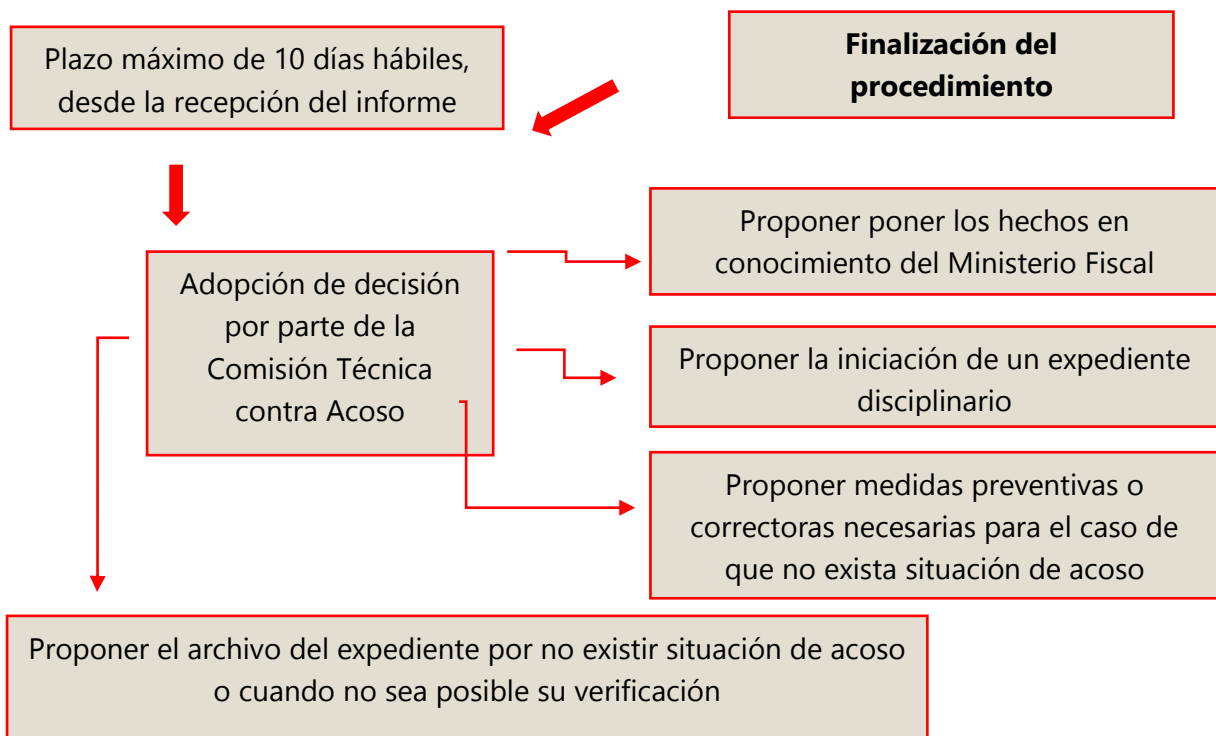 Plazo máximo de 10 días hábiles,
desde la recepción del informe
Finalización del
procedimiento
Adopción de decisión
por parte de la
Comisión Técnica
contra Acoso
Proponer poner los hechos en
conocimiento del Ministerio Fiscal
Proponer la iniciación de un expediente
disciplinario
Proponer medidas preventivas o
correctoras necesarias para el caso de
que no exista situación de acoso
Proponer el archivo del expediente por no existir situación de acoso
o cuando no sea posible su verificación